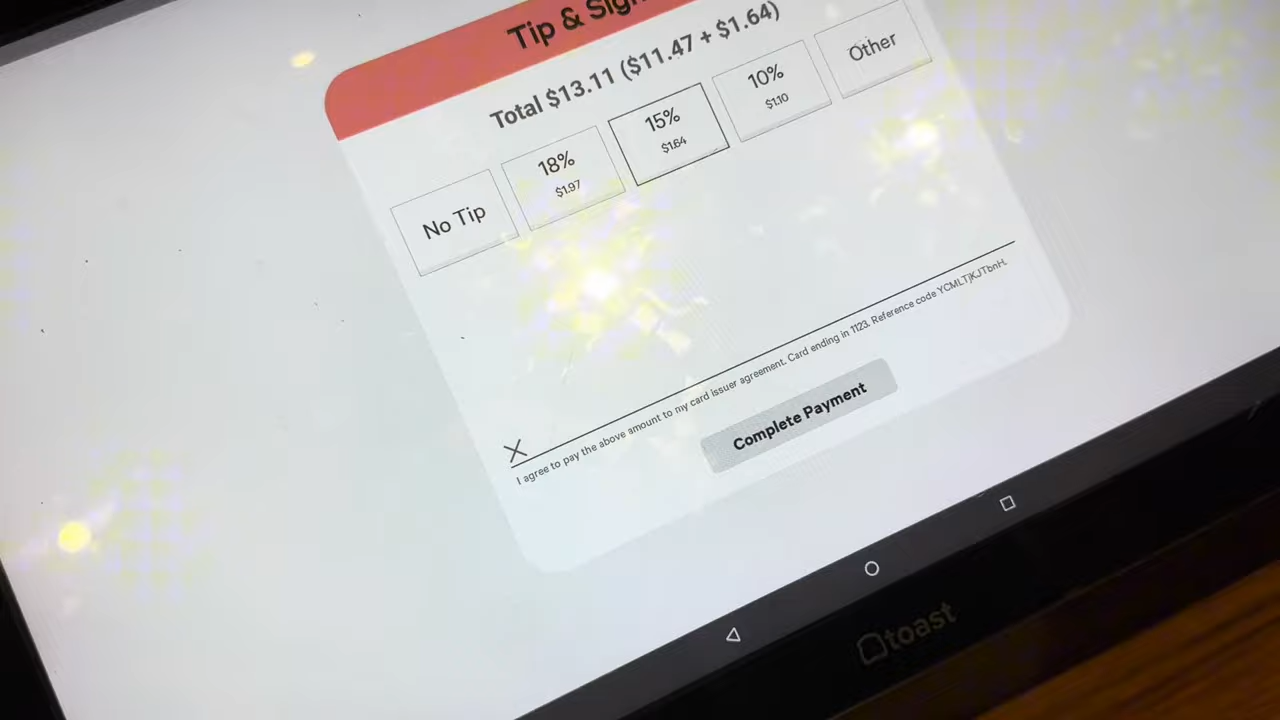 Tip & Sign
Total $13.11 ($11.47 + $1.64)
No Tip
18%
$1.97
15%
$1.64
10%
$1.10
Other
I agree to pay the above amount to my card issuer agreement. Card ending in 1123. Reference code YCMLTjKJTbnH.
Complete Payment
toast